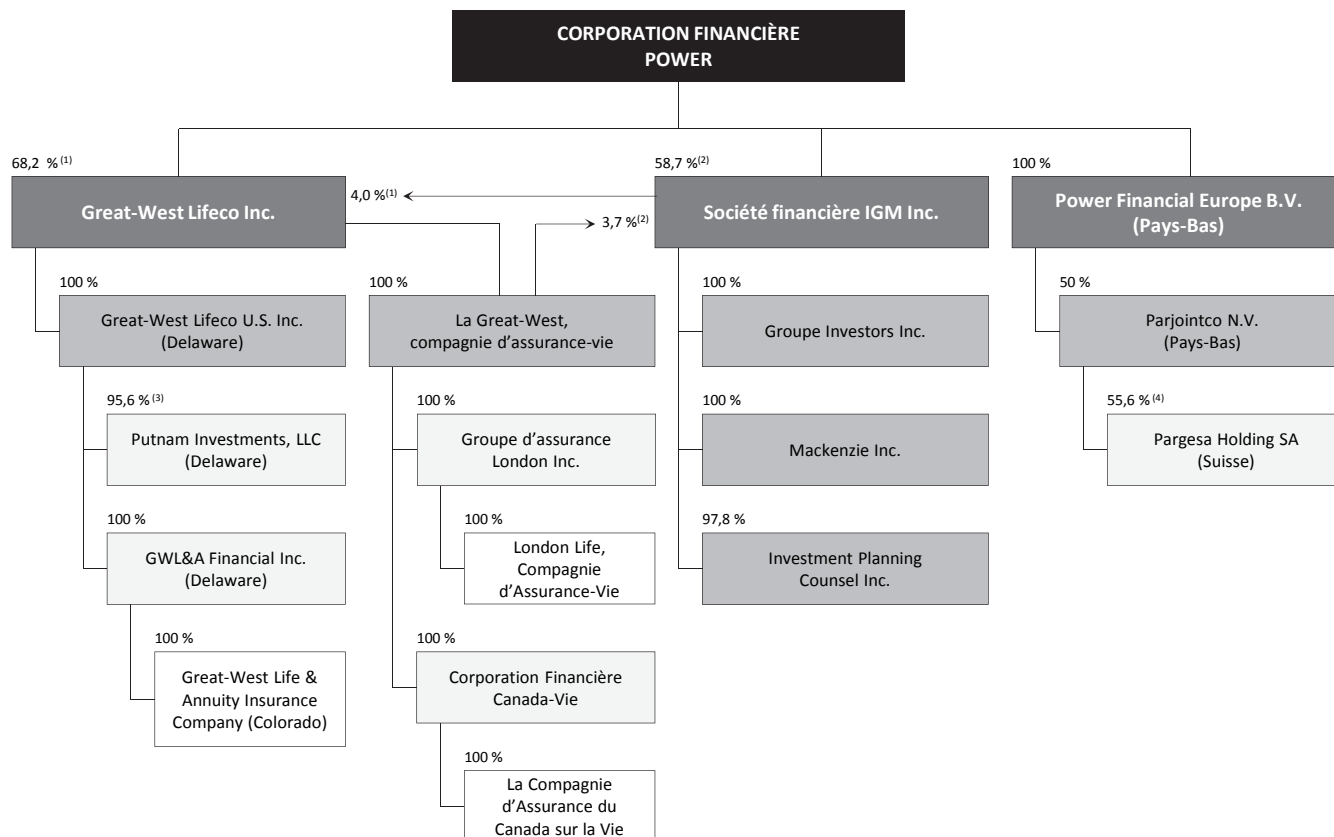 CORPORATION FINANCIÈRE
POWER
68,2 % (1)
Great-West Lifeco Inc.
4,0 %(1)
58,7 %(2)
Société financière IGM Inc.
3,7 %(2)
100 %
Power Financial Europe B.V.
(Pays-Bas)
100 %
Great-West Lifeco U.S. Inc.
(Delaware)
95,6 % (3)
Putnam Investments, LLC
(Delaware)
100 %
GWL&A Financial Inc.
(Delaware)
100 %
Great-West Life &
Annuity Insurance
Company (Colorado)
100 %
La Great-West,
compagnie d’assurance-vie
100 %
Groupe d’assurance
London Inc.
100 %
London Life,
Compagnie
d’Assurance-Vie
100 %
Corporation Financière
Canada-Vie
100 %
La Compagnie
d’Assurance du
Canada sur la Vie
100 %
Groupe Investors Inc.
100 %
Mackenzie Inc.
97,8 %
Investment Planning
Counsel Inc.
50 %
Parjointco N.V.
(Pays-Bas)
55,6 % (4)
Pargesa Holding SA
(Suisse)